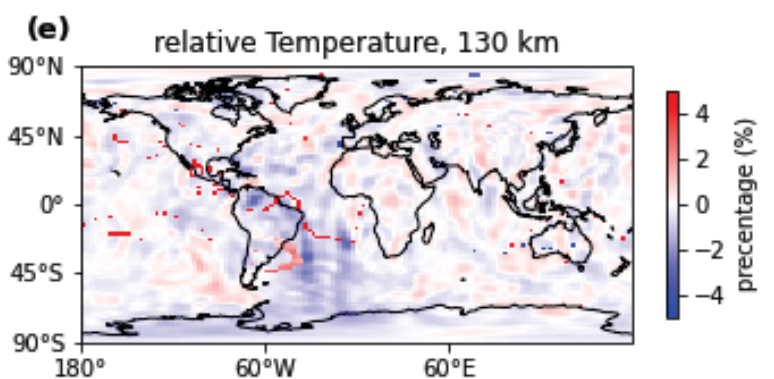 (e)
relative Temperature, 130 km
90°N
45°N
0°
45°S
90°S
180°
60°W
60°E
4
2
0
−2
−4
precentage (%)